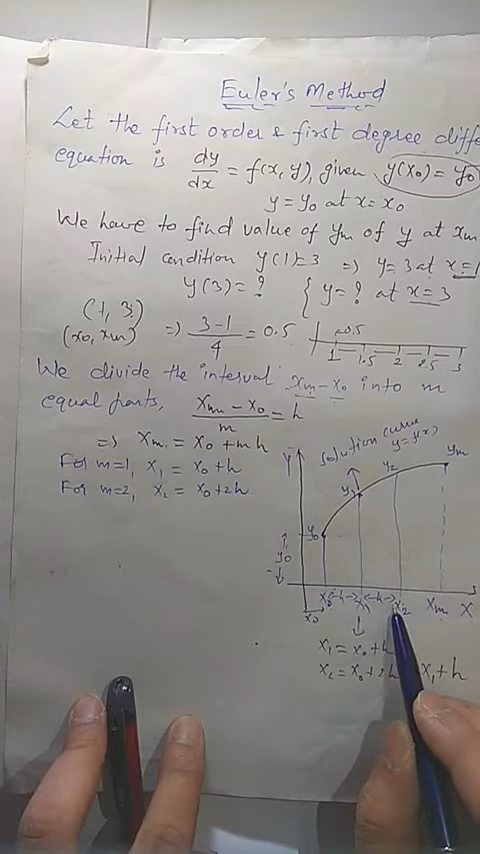 Euler's Method
Let the first order & first degree diffe
equation is dy/dx = f(x, y), given y(x₀) = y₀
y = y₀ at x = x₀
We have to find value of yₘ of y at xₘ
Initial condition y(1)=3 => y = 3 at x = 1
y(3) = ? { y = ? at x = 3
(1, 3)
(x₀, xₘ) => 3-1/4 = 0.5
0.5
1 1.5 2 2.5 3
We divide the interval xₘ - x₀ into m
equal parts, xₘ - x₀/m = h
=> xₘ = x₀ + mh
For m=1, x₁ = x₀ + h
For m=2, x₂ = x₀ + 2h
Solution curve
y = f(x)
Y y₀ y₁ y₂ yₘ
y₀
x₀ <-h-> x₁ <-h-> x₂ xₘ X
x₀
x₁ = x₀ + h
x₂ = x₀ + 2h x₁ + h